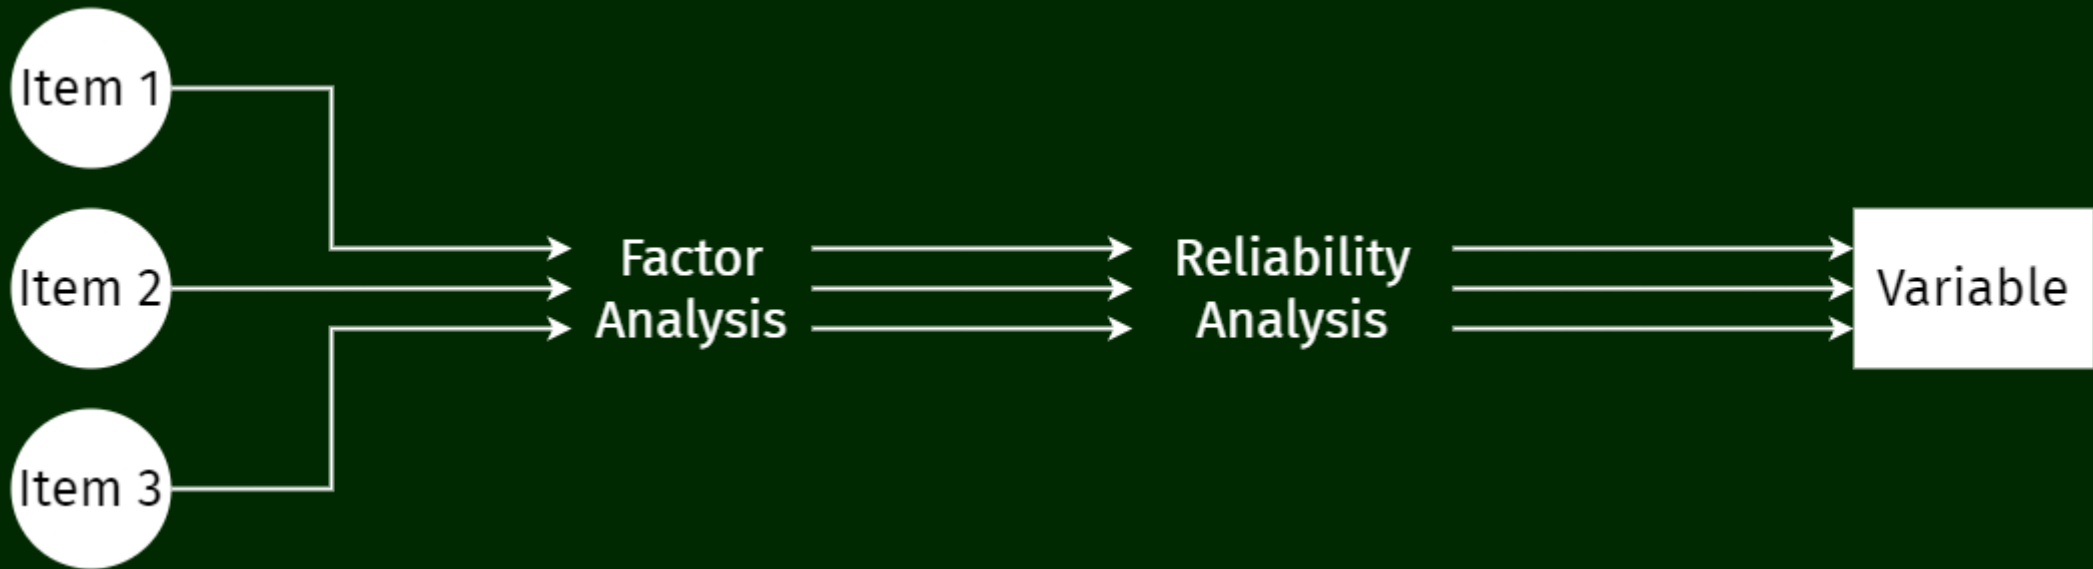 Item 1
Item 2
Item 3
Factor
Analysis
Reliability
Analysis
Variable